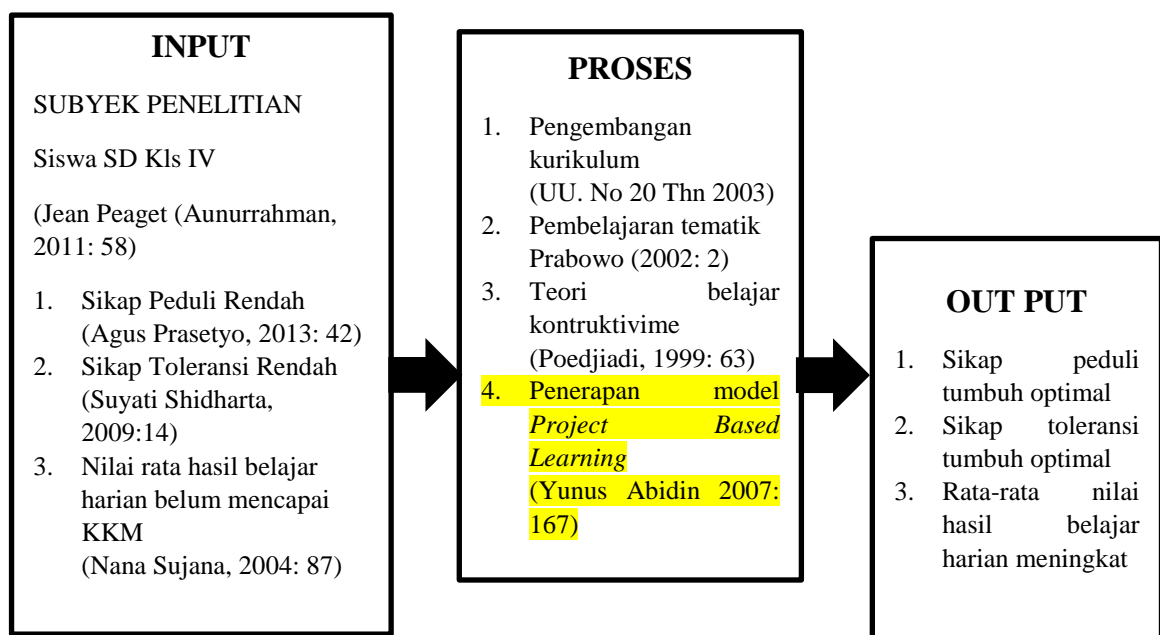 INPUT
SUBYEK PENELITIAN
Siswa SD Kls IV
(Jean Peaget (Aunurrahman,
2011: 58)
1. Sikap Peduli Rendah
(Agus Prasetyo, 2013: 42)
2. Sikap Toleransi Rendah
(Suyati Shidharta,
2009:14)
3. Nilai rata hasil belajar
harian belum mencapai
KKM
(Nana Sujana, 2004: 87)
PROSES
1. Pengembangan
kurikulum
(UU. No 20 Thn 2003)
2. Pembelajaran tematik
Prabowo (2002: 2)
3. Teori belajar
kontruktivime
(Poedjiadi, 1999: 63)
4. Penerapan model
Project Based
Learning
(Yunus Abidin 2007:
167)
OUT PUT
1. Sikap peduli
tumbuh optimal
2. Sikap toleransi
tumbuh optimal
3. Rata-rata nilai
hasil belajar
harian meningkat